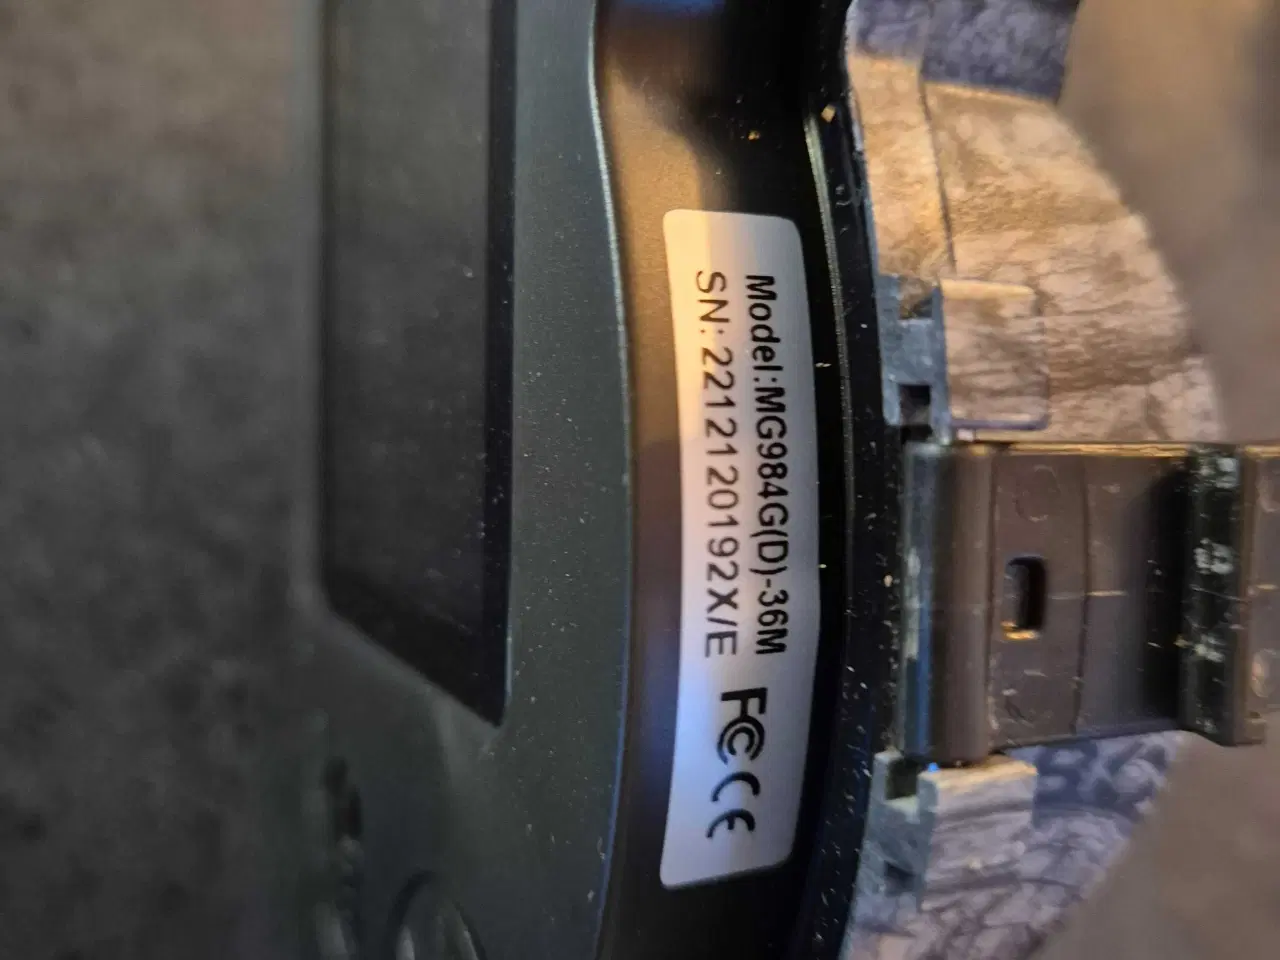 Model:MG984G(D)-36M
SN: 2212120192X/E
FC CE